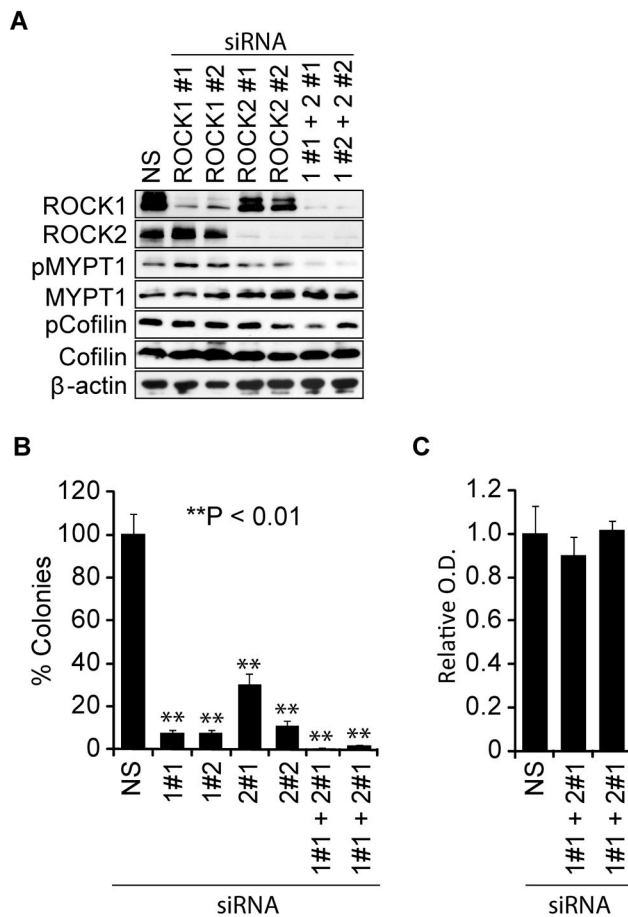 A
siRNA
NS
ROCK1 #1
ROCK1 #2
ROCK2 #1
ROCK2 #2
1 #1 + 2 #1
1 #2 + 2 #2
ROCK1
ROCK2
pMYPT1
MYPT1
pCofilin
Cofilin
β-actin
B
% Colonies
120
100
80
60
40
20
0
**P < 0.01
**
**
**
**
**
**
NS
1#1
1#2
2#1
2#2
1#1 + 2#1
1#1 + 2#1
siRNA
C
Relative O.D.
1.2
1.0
0.8
0.6
0.4
0.2
0
NS
1#1 + 2#1
1#1 + 2#1
siRNA